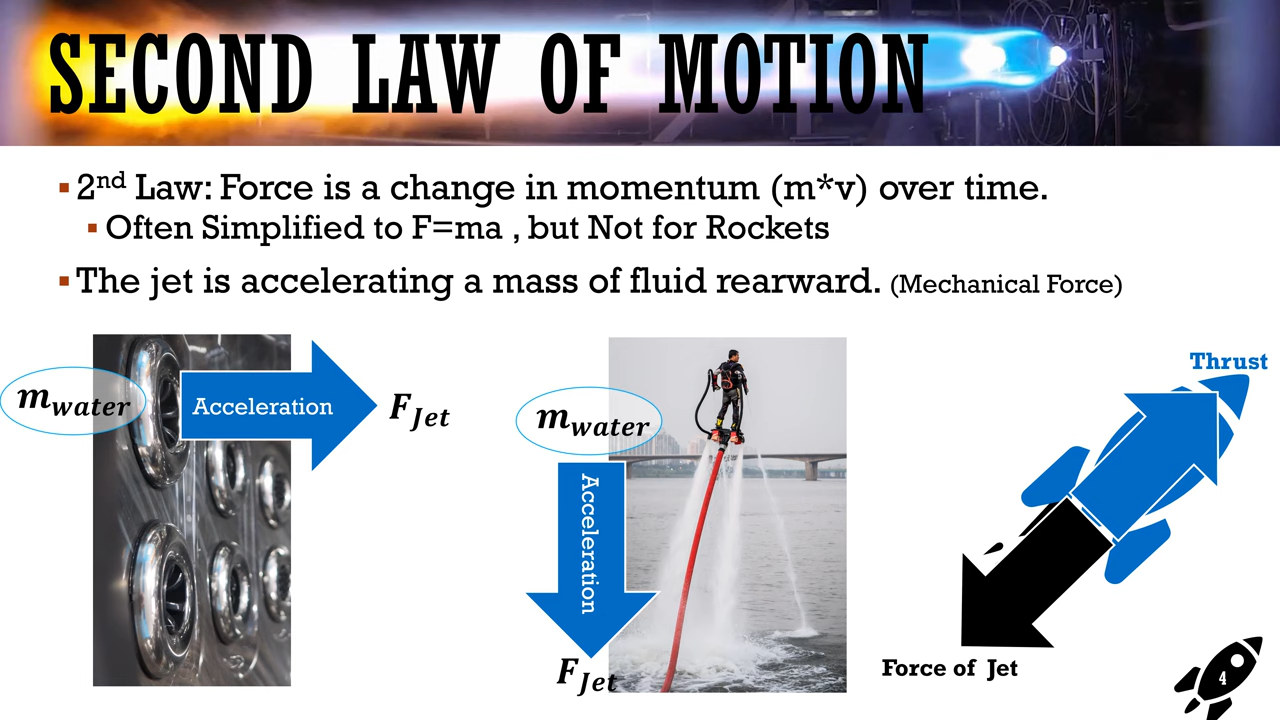 SECOND LAW OF MOTION
2nd Law: Force is a change in momentum (m*v) over time.
Often Simplified to F=ma , but Not for Rockets
The jet is accelerating a mass of fluid rearward. (Mechanical Force)
m_water
Acceleration
F_Jet
m_water
Acceleration
F_Jet
Thrust
Force of Jet
4